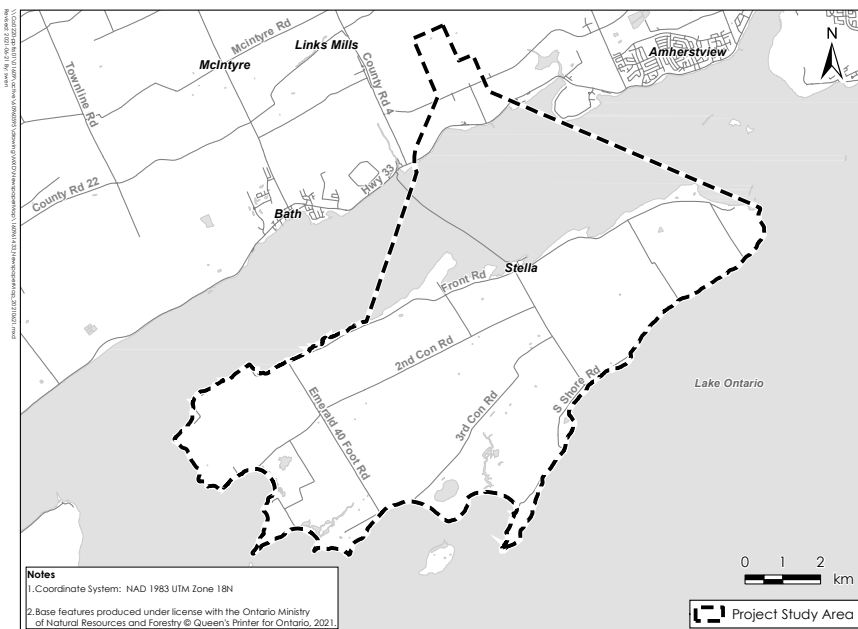 McIntyre Rd
Links Mills
McIntyre
Amherstview
N
Townline Rd
County Rd 4
County Rd 22
Hwy 33
Bath
Stella
Front Rd
2nd Con Rd
Lake Ontario
S Shore Rd
Emerald 40 Foot Rd
3rd Con Rd
Notes
1.Coordinate System: NAD 1983 UTM Zone 18N
2.Base features produced under license with the Ontario Ministry
of Natural Resources and Forestry © Queen's Printer for Ontario, 2021.
0 1 2
km
Project Study Area